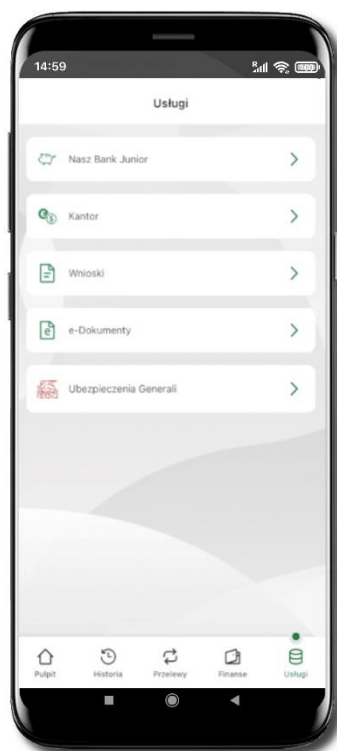 14:59
Usługi
Nasz Bank Junior
Kantor
Wnioski
e-Dokumenty
Ubezpieczenia Generali
Pulpit Historia Przelewy Finanse Usługi